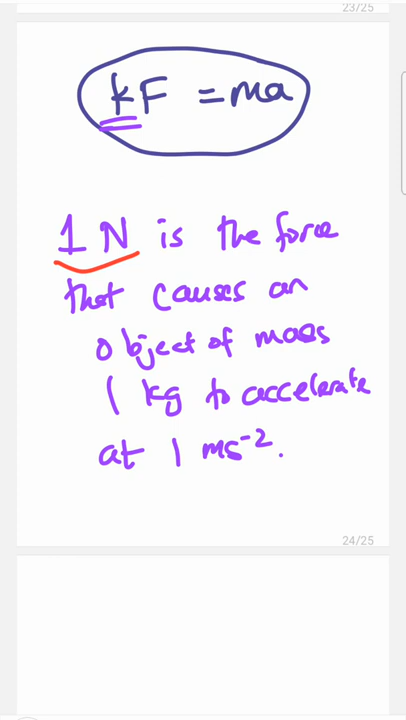 23/25
kF = ma
1 N is the force
that causes an
object of mass
1 kg to accelerate
at 1 ms⁻².
24/25